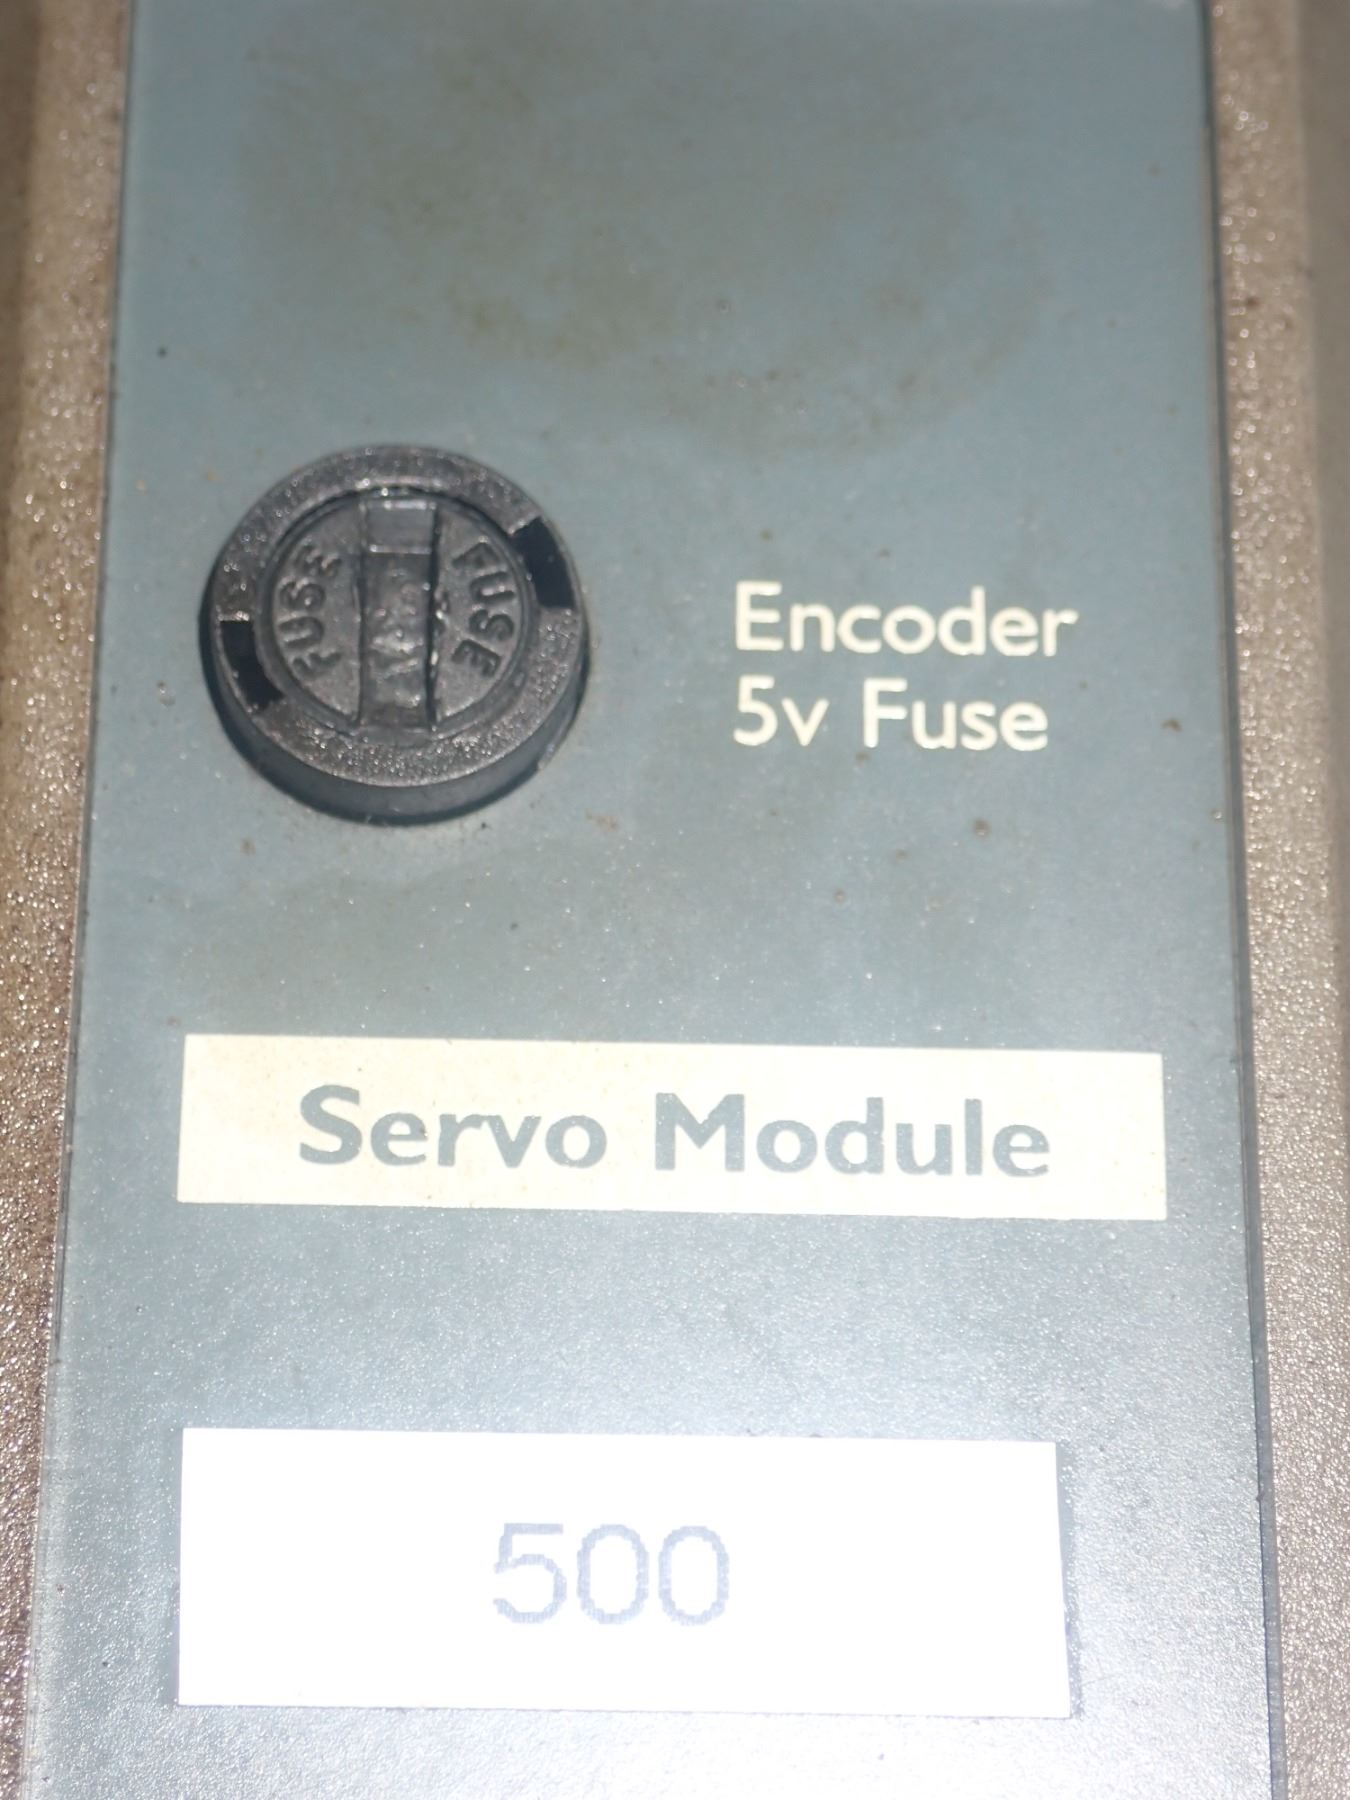 FUSE
FUSE
Encoder
5v Fuse
Servo Module
500